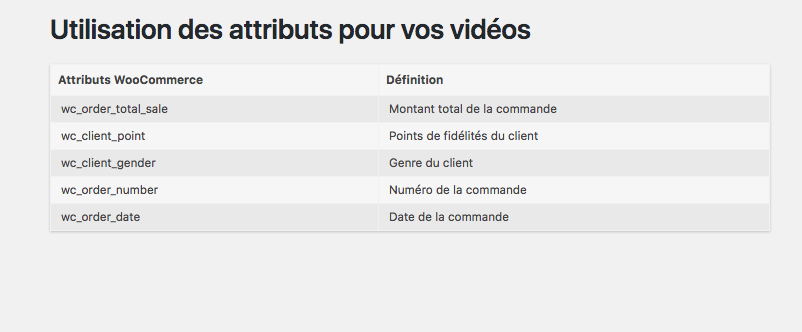 Utilisation des attributs pour vos vidéos
Attributs WooCommerce Définition
wc_order_total_sale Montant total de la commande
wc_client_point Points de fidélités du client
wc_client_gender Genre du client
wc_order_number Numéro de la commande
wc_order_date Date de la commande